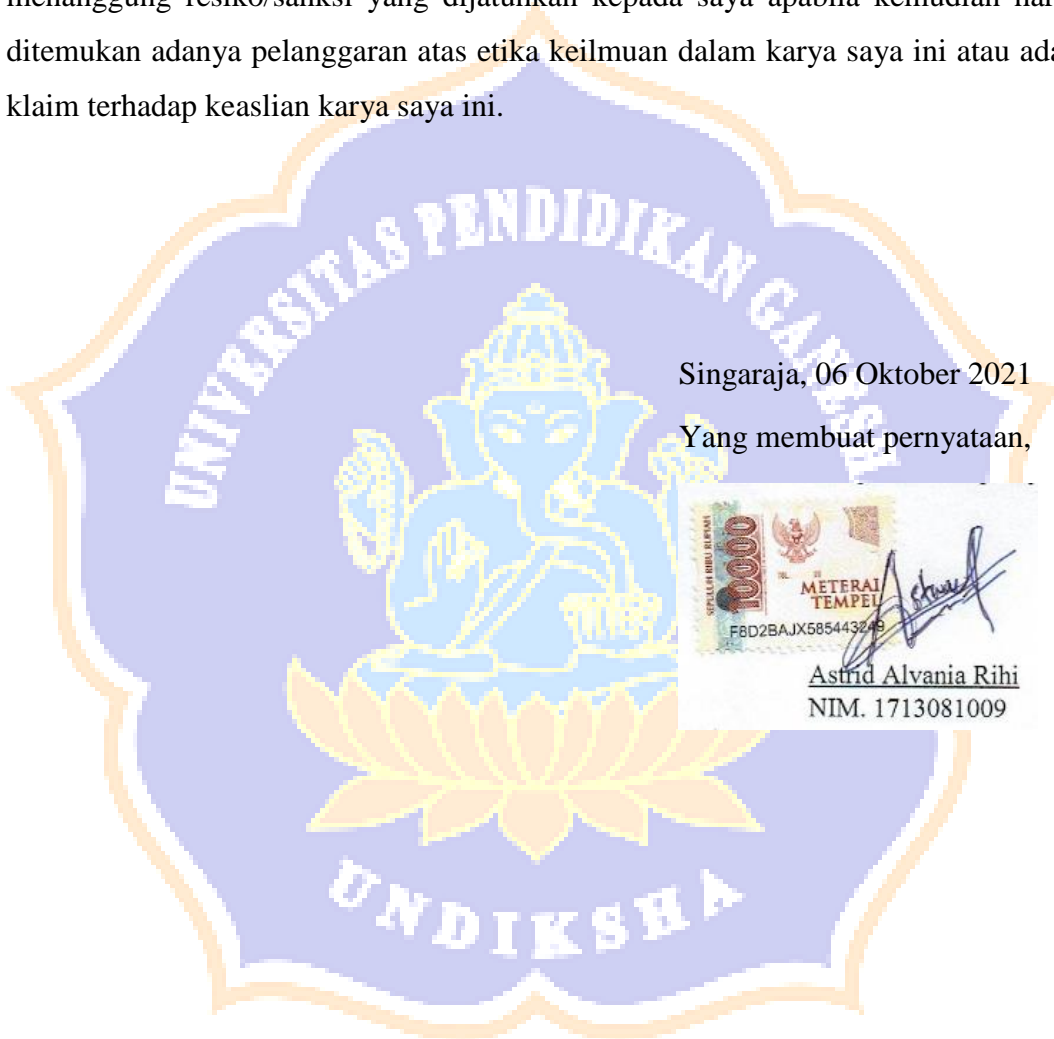 menanggung resiko/sanksi yang dijatuhkan kepada saya apabila kemudian hari
ditemukan adanya pelanggaran atas etika keilmuan dalam karya saya ini atau ada
klaim terhadap keaslian karya saya ini.
UNIVERSITAS PENDIDIKAN GANESHA
Singaraja, 06 Oktober 2021
Yang membuat pernyataan,
SEPULUH RIBU RUPIAH
10000
METERAI
TEMPEL
F8D2BAJX585443249
Astrid Alvania Rihi
NIM. 1713081009
UNDIKSHA